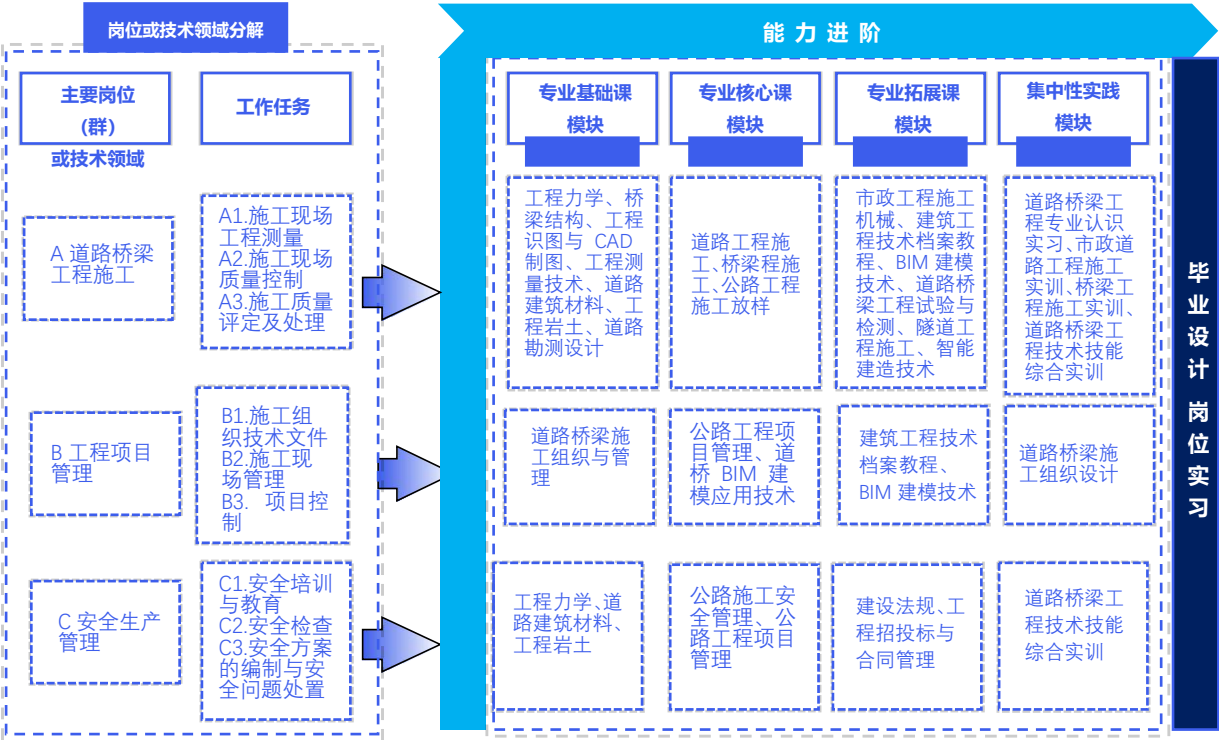 岗位或技术领域分解
能力进阶
主要岗位
(群)
或技术领域
工作任务
专业基础课
模块
专业核心课
模块
专业拓展课
模块
集中性实践
模块
A 道路桥梁
工程施工
A1.施工现场
工程测量
A2.施工现场
质量控制
A3.施工质量
评定及处理
工程力学、桥
梁结构、工程
识图与 CAD
制图、工程测
量技术、道路
建筑材料、工
程岩土、道路
勘测设计
道路工程施
工、桥梁程施
工、公路工程
施工放样
市政工程施工
机械、建筑工
程技术档案教
程、BIM 建模
技术、道路桥
梁工程试验与
检测、隧道工
程施工、智能
建造技术
道路桥梁工
程专业认识
实习、市政道
路工程施工
实训、桥梁工
程施工实训、
道路桥梁工
程技术技能
综合实训
B 工程项目
管理
B1.施工组
织技术文件
B2.施工现
场管理
B3. 项目控
制
道路桥梁施
工组织与管
理
公路工程项
目管理、道
桥 BIM 建
模应用技术
建筑工程技术
档案教程、
BIM 建模技术
道路桥梁施
工组织设计
C 安全生产
管理
C1.安全培训
与教育
C2.安全检查
C3.安全方案
的编制与安
全问题处置
工程力学、道
路建筑材料、
工程岩土
公路施工安
全管理、公
路工程项目
管理
建设法规、工
程招投标与
合同管理
道路桥梁工
程技术技能
综合实训
毕业设计 岗位实习